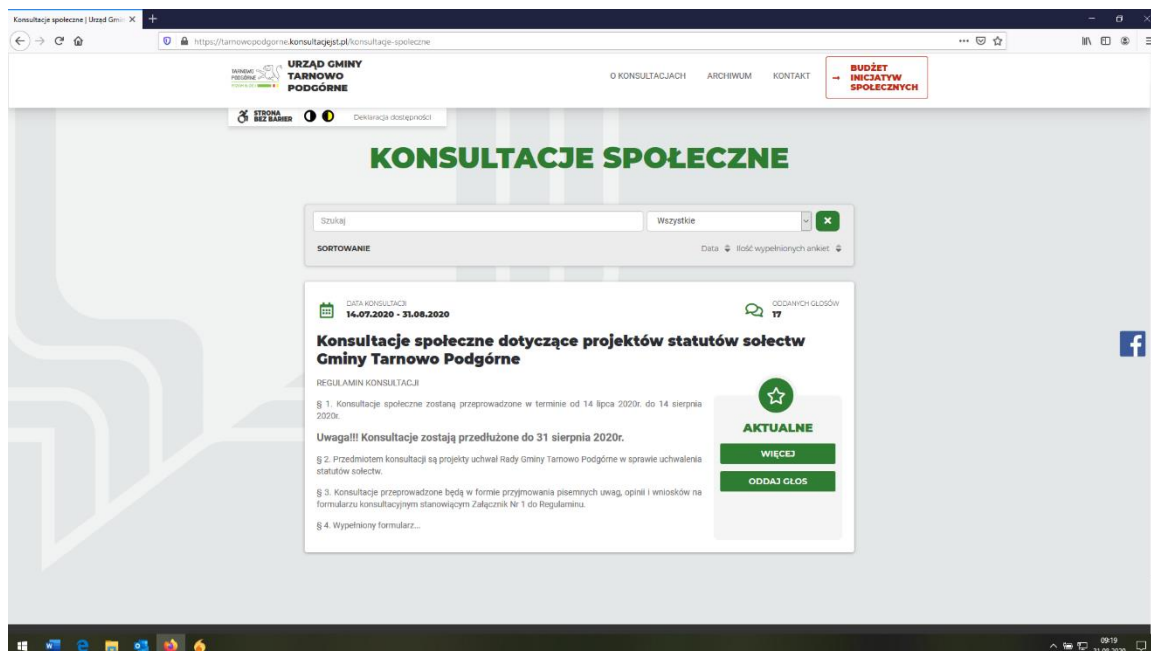 Konsultacje społeczne | Urząd Gmin
https://tarnowopodgorne.konsultacjejst.pl/konsultacje-spoleczne
TARNOWO
PODGÓRNE
URZĄD GMINY
TARNOWO
PODGÓRNE
O KONSULTACJACH
ARCHIWUM
KONTAKT
BUDŻET
INICJATYW
SPOŁECZNYCH
STRONA
BEZ BARIER
Deklaracja dostępności
KONSULTACJE SPOŁECZNE
Szukaj
Wszystkie
SORTOWANIE
Data
Ilość wypełnionych ankiet
DATA KONSULTACJI
14.07.2020 - 31.08.2020
ODDANYCH GŁOSÓW
17
Konsultacje społeczne dotyczące projektów statutów sołectw
Gminy Tarnowo Podgórne
REGULAMIN KONSULTACJI
§ 1. Konsultacje społeczne zostaną przeprowadzone w terminie od 14 lipca 2020r. do 14 sierpnia
2020r.
Uwaga!!! Konsultacje zostają przedłużone do 31 sierpnia 2020r.
§ 2. Przedmiotem konsultacji są projekty uchwał Rady Gminy Tarnowo Podgórne w sprawie uchwalenia
statutów sołectw.
§ 3. Konsultacje przeprowadzone będą w formie przyjmowania pisemnych uwag, opinii i wniosków na
formularzu konsultacyjnym stanowiącym Załącznik Nr 1 do Regulaminu.
§ 4. Wypełniony formularz...
AKTUALNE
WIĘCEJ
ODDAJ GŁOS
09:19
31.08.2020